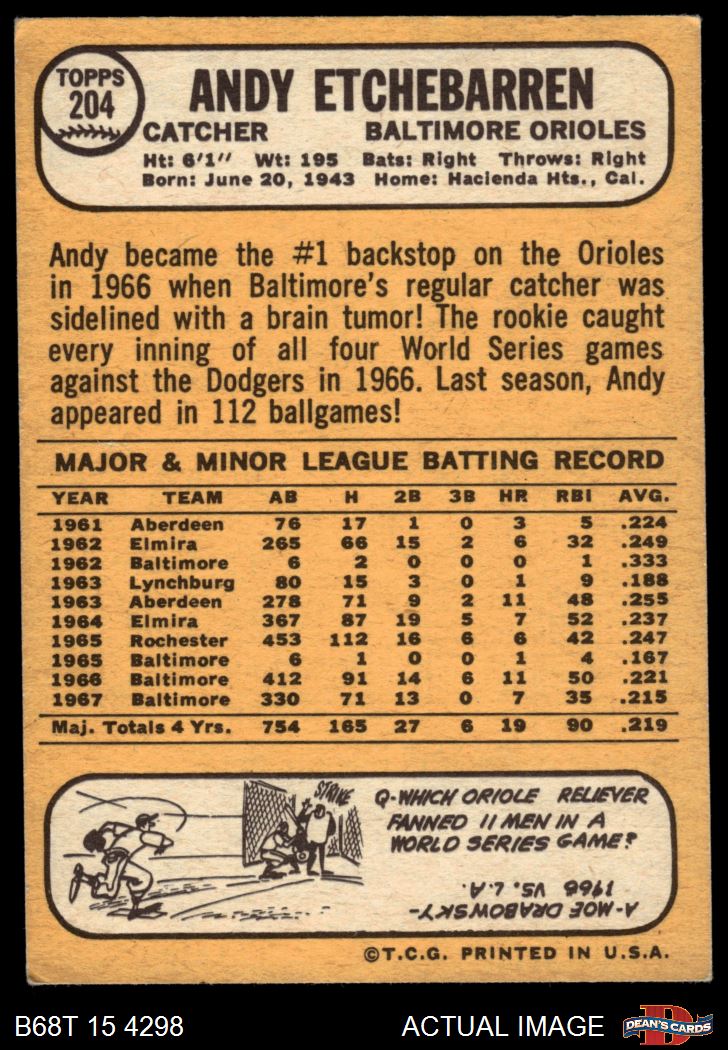 TOPPS
204
ANDY ETCHEBARREN
CATCHER BALTIMORE ORIOLES
Ht: 6'1" Wt: 195 Bats: Right Throws: Right
Born: June 20, 1943 Home: Hacienda Hts., Cal.
Andy became the #1 backstop on the Orioles
in 1966 when Baltimore's regular catcher was
sidelined with a brain tumor! The rookie caught
every inning of all four World Series games
against the Dodgers in 1966. Last season, Andy
appeared in 112 ballgames!
MAJOR & MINOR LEAGUE BATTING RECORD
YEAR TEAM AB H 2B 3B HR RBI AVG.
1961 Aberdeen 76 17 1 0 3 5 .224
1962 Elmira 265 66 15 2 6 32 .249
1962 Baltimore 6 2 0 0 0 1 .333
1963 Lynchburg 80 15 3 0 1 9 .188
1963 Aberdeen 278 71 9 2 11 48 .255
1964 Elmira 367 87 19 5 7 52 .237
1965 Rochester 453 112 16 6 6 42 .247
1965 Baltimore 6 1 0 0 1 4 .167
1966 Baltimore 412 91 14 6 11 50 .221
1967 Baltimore 330 71 13 0 7 35 .215
Maj. Totals 4 Yrs. 754 165 27 6 19 90 .219
STRIKE
Q-WHICH ORIOLE RELIEVER
FANNED 11 MEN IN A
WORLD SERIES GAME?
A-MOE DRABOWSKY-
1966 VS. L.A.
©T.C.G. PRINTED IN U.S.A.
B68T 15 4298 ACTUAL IMAGE
D
DEAN'S CARDS